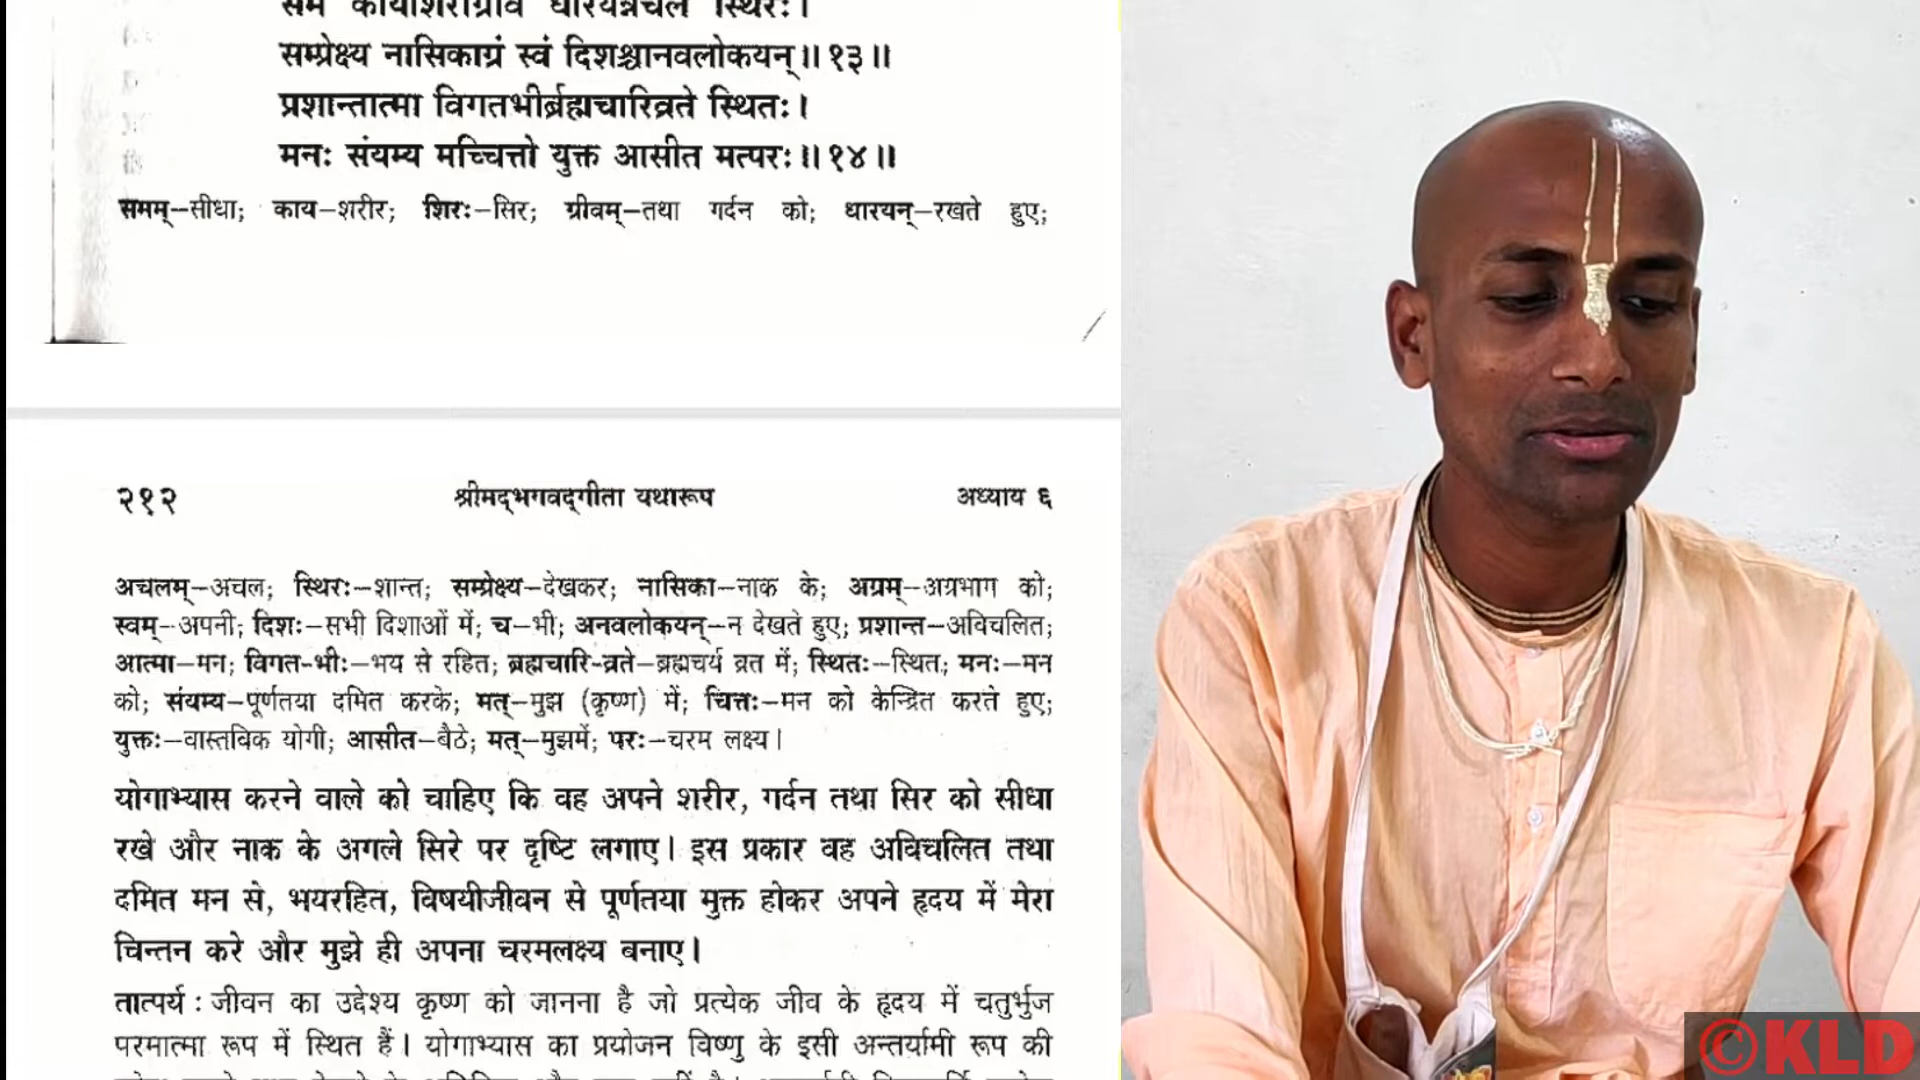 समं कायशिरोग्रीवं धारयन्नचलं स्थिरः।
सम्प्रेक्ष्य नासिकाग्रं स्वं दिशश्चानवलोकयन्॥१३॥
प्रशान्तात्मा विगतभीर्ब्रह्मचारिव्रते स्थितः।
मनः संयम्य मच्चित्तो युक्त आसीत मत्परः॥१४॥
समम्–सीधा; काय–शरीर; शिरः–सिर; ग्रीवम्–तथा गर्दन को; धारयन्–रखते हुए;
२१२ श्रीमद्भगवद्गीता यथारूप अध्याय ६
अचलम्–अचल; स्थिरः–शान्त; सम्प्रेक्ष्य–देखकर; नासिका–नाक के; अग्रम्–अग्रभाग को;
स्वम्–अपनी; दिशः–सभी दिशाओं में; च–भी; अनवलोकयन्–न देखते हुए; प्रशान्त–अविचलित;
आत्मा–मन; विगत-भीः–भय से रहित; ब्रह्मचारि-व्रते–ब्रह्मचर्य व्रत में; स्थितः–स्थित; मनः–मन
को; संयम्य–पूर्णतया दमित करके; मत्–मुझ (कृष्ण) में; चित्तः–मन को केन्द्रित करते हुए;
युक्तः–वास्तविक योगी; आसीत–बैठे; मत्–मुझमें; परः–चरम लक्ष्य।
योगाभ्यास करने वाले को चाहिए कि वह अपने शरीर, गर्दन तथा सिर को सीधा
रखे और नाक के अगले सिरे पर दृष्टि लगाए। इस प्रकार वह अविचलित तथा
दमित मन से, भयरहित, विषयीजीवन से पूर्णतया मुक्त होकर अपने हृदय में मेरा
चिन्तन करे और मुझे ही अपना चरमलक्ष्य बनाए।
तात्पर्य : जीवन का उद्देश्य कृष्ण को जानना है जो प्रत्येक जीव के हृदय में चतुर्भुज
परमात्मा रूप में स्थित हैं। योगाभ्यास का प्रयोजन विष्णु के इसी अन्तर्यामी रूप की
©KLD